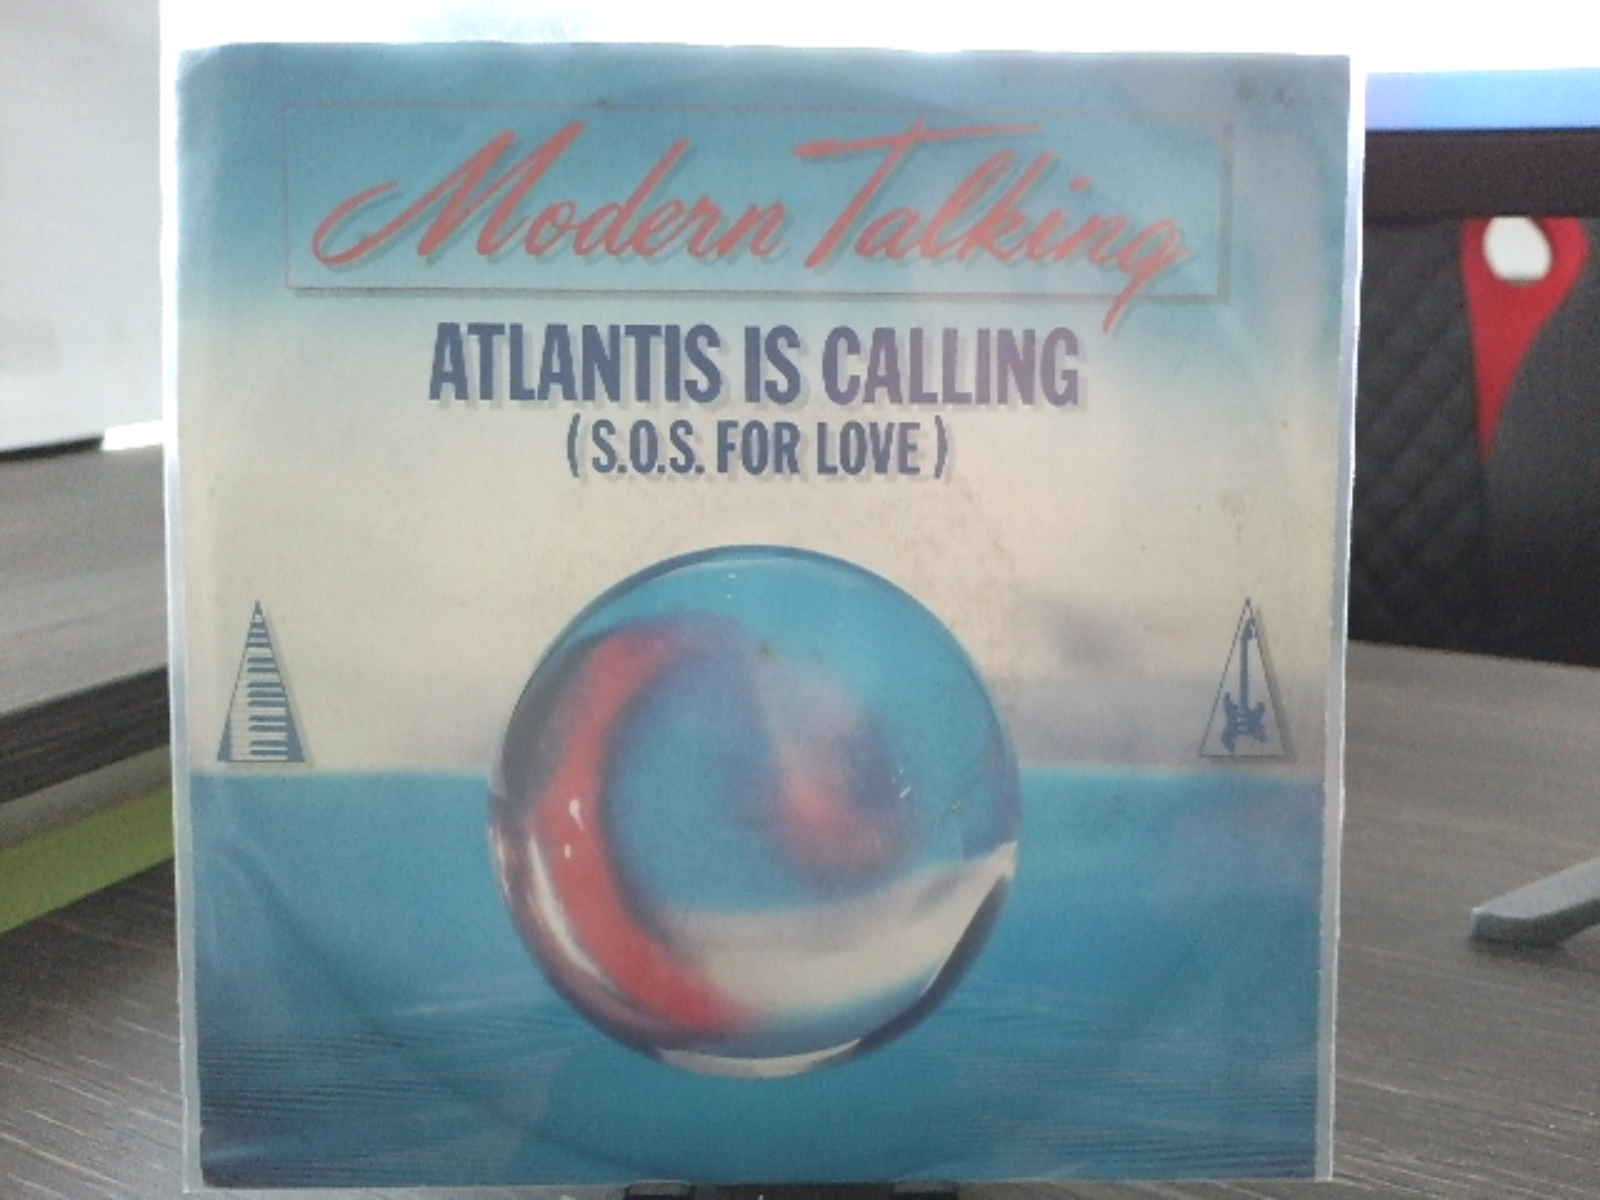 Modern Talking
ATLANTIS IS CALLING
(S.O.S. FOR LOVE)